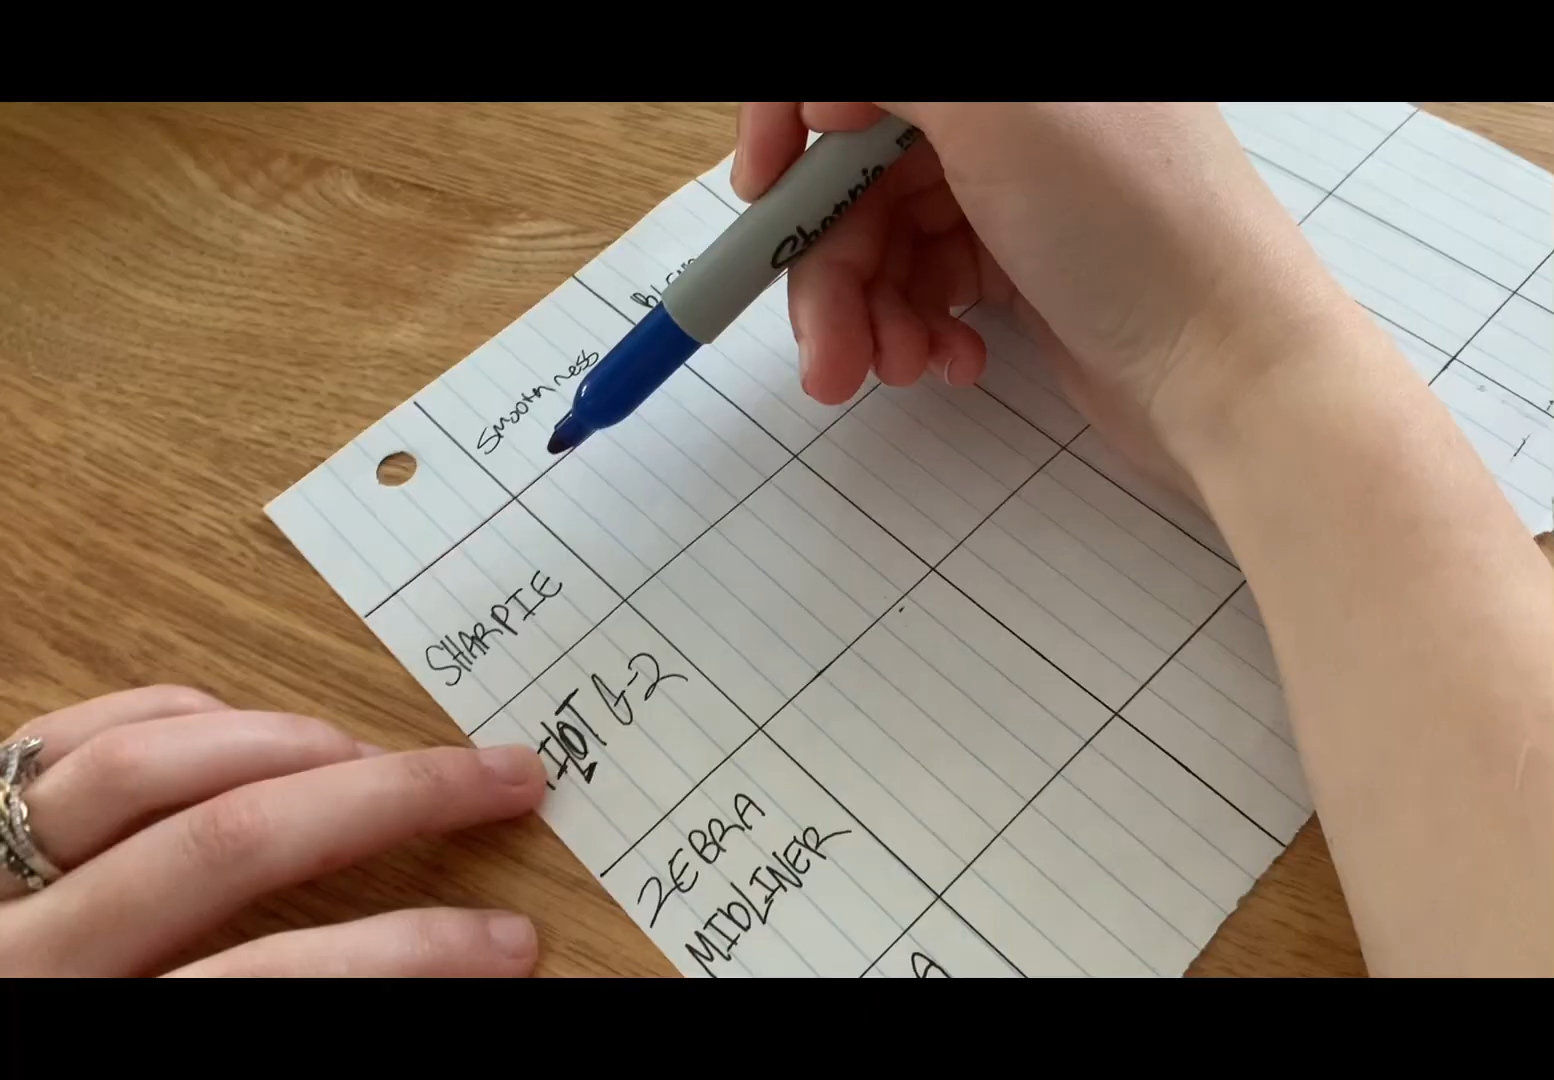 Sharpie
Smoothness
SHARPIE
PILOT G-2
ZEBRA
MIDLINER